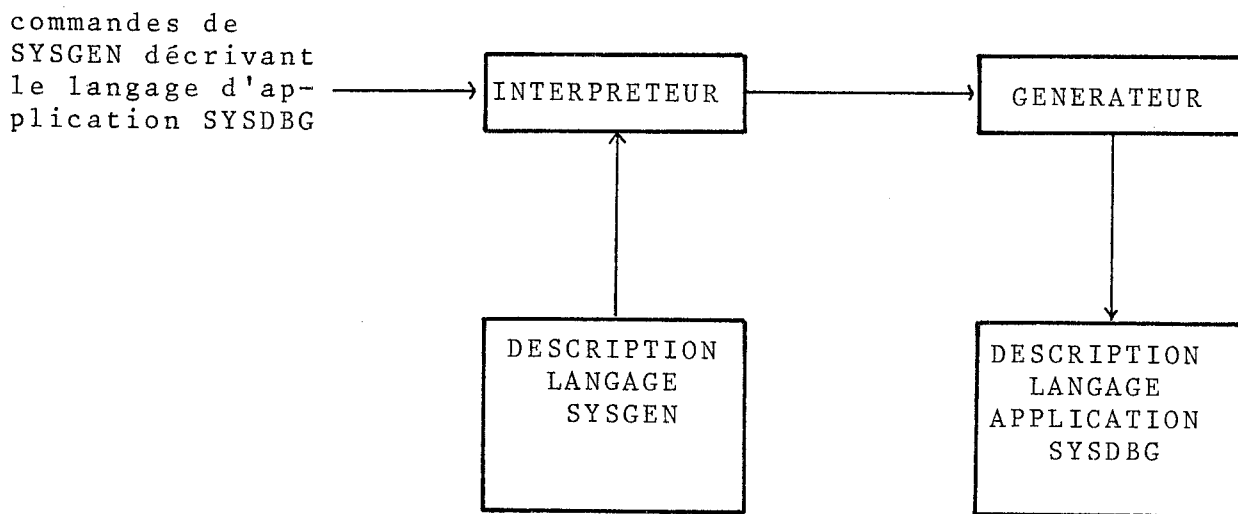 commandes de
SYSGEN décrivant
le langage d'ap-
plication SYSDBG
INTERPRETEUR
GENERATEUR
DESCRIPTION
LANGAGE
SYSGEN
DESCRIPTION
LANGAGE
APPLICATION
SYSDBG